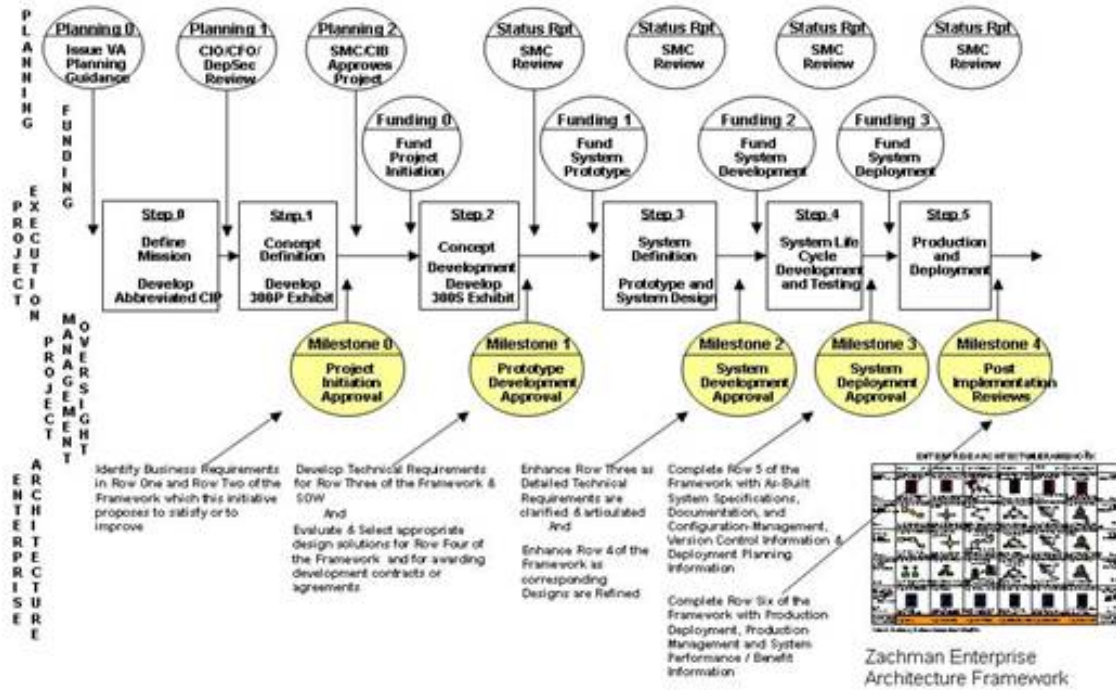 PLANNING
Planning 0
Issue VA
Planning
Guidance
Planning 1
CIO/CFO/
DepSec
Review
Planning 2
SMC/CIB
Approves
Project
Status Rpt
SMC
Review
Status Rpt
SMC
Review
Status Rpt
SMC
Review
Status Rpt
SMC
Review
FUNDING
Funding 0
Fund
Project
Initiation
Funding 1
Fund
System
Prototype
Funding 2
Fund
System
Development
Funding 3
Fund
System
Deployment
PROJECT
EXECUTION
Step 0
Define
Mission
Develop
Abbreviated CIP
Step 1
Concept
Definition
Develop
300P Exhibit
Step 2
Concept
Development
Develop
300S Exhibit
Step 3
System
Definition
Prototype and
System Design
Step 4
System Life
Cycle
Development
and Testing
Step 5
Production
and
Deployment
PROJECT
MANAGEMENT
OVERSIGHT
Milestone 0
Project
Initiation
Approval
Milestone 1
Prototype
Development
Approval
Milestone 2
System
Development
Approval
Milestone 3
System
Deployment
Approval
Milestone 4
Post
Implementation
Reviews
ENTERPRISE
ARCHITECTURE
Identify Business Requirements
in Row One and Row Two of the
Framework which this initiative
proposes to satisfy or to
improve
Develop Technical Requirements
for Row Three of the Framework &
SOW
And
Evaluate & Select appropriate
design solutions for Row Four of
the Framework and for awarding
development contracts or
agreements
Enhance Row Three as
Detailed Technical
Requirements are
clarified & articulated
And
Enhance Row 4 of the
Framework as
corresponding
Designs are Refined
Complete Row 5 of the
Framework with As-Built
System Specifications,
Documentation, and
Configuration-Management,
Version Control Information &
Deployment Planning
Information
Complete Row Six of the
Framework with Production
Deployment, Production
Management and System
Performance / Benefit
Information
Zachman Enterprise
Architecture Framework